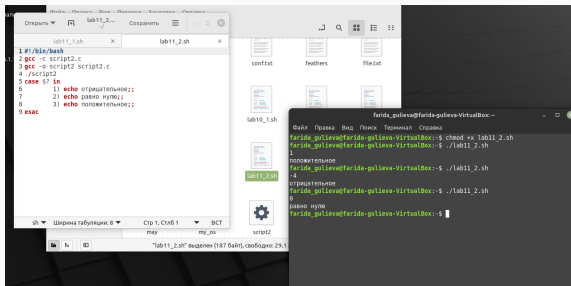 Открыть
lab11_2....
~/
Сохранить
lab11_1.sh
lab11_2.sh
1 #!/bin/bash
2 gcc -c script2.c
3 gcc -o script2 script2.c
4 ./script2
5 case $? in
6 1) echo отрицательное;;
7 2) echo равно нулю;;
8 3) echo положительное;;
9 esac
sh
Ширина табуляции: 8
Стр 1, Стлб 1
ВСТ
conf.txt
feathers
file.txt
lab10_1.sh
lab11_2.sh
script2
may
my_os
"lab11_2.sh" выделен (187 байт), свободно: 29,1
farida_gulieva@farida-gulieva-VirtualBox: ~
Файл Правка Вид Поиск Терминал Справка
farida_gulieva@farida-gulieva-VirtualBox:~$ chmod +x lab11_2.sh
farida_gulieva@farida-gulieva-VirtualBox:~$ ./lab11_2.sh
1
положительное
farida_gulieva@farida-gulieva-VirtualBox:~$ ./lab11_2.sh
-4
отрицательное
farida_gulieva@farida-gulieva-VirtualBox:~$ ./lab11_2.sh
0
равно нулю
farida_gulieva@farida-gulieva-VirtualBox:~$